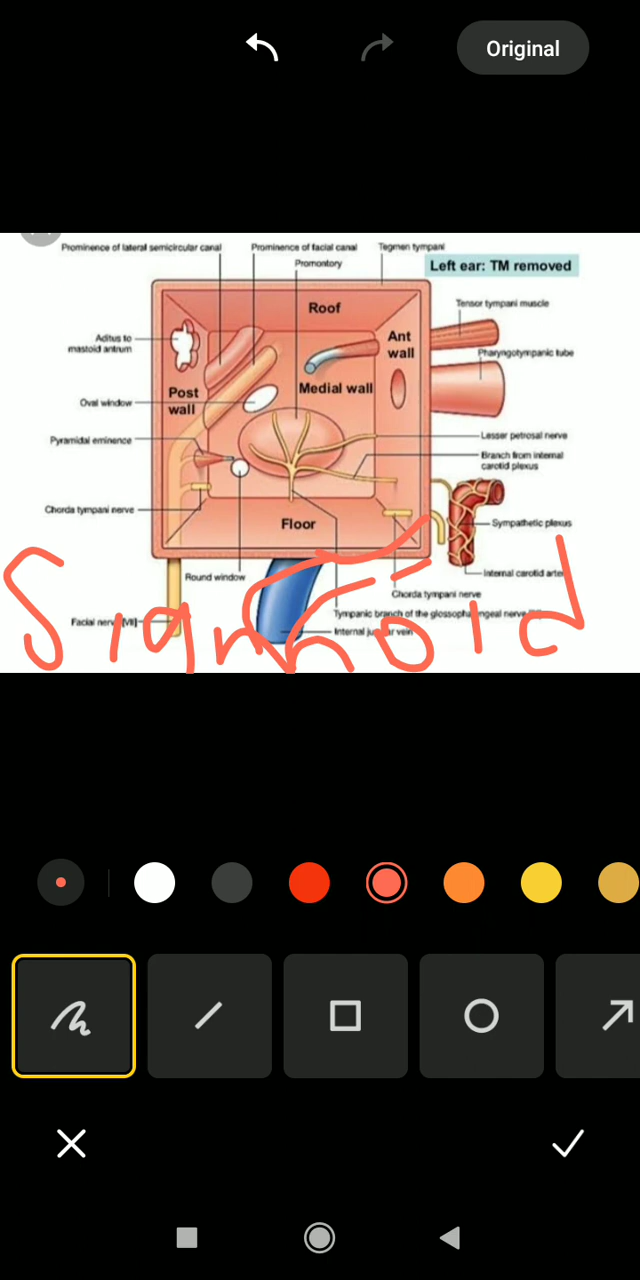 Original
Prominence of lateral semicircular canal
Prominence of facial canal
Tegmen tympani
Promontory
Left ear: TM removed
Roof
Tensor tympani muscle
Aditus to
mastoid antrum
Ant
wall
Pharyngotympanic tube
Post
wall
Medial wall
Oval window
Pyramidal eminence
Lesser petrosal nerve
Branch from internal
carotid plexus
Chorda tympani nerve
Floor
Sympathetic plexus
Round window
Internal carotid arte
Chorda tympani nerve
Tympanic branch of the glossoph ngeal nerve
Facial nerve [VII]
Internal ju ar vein